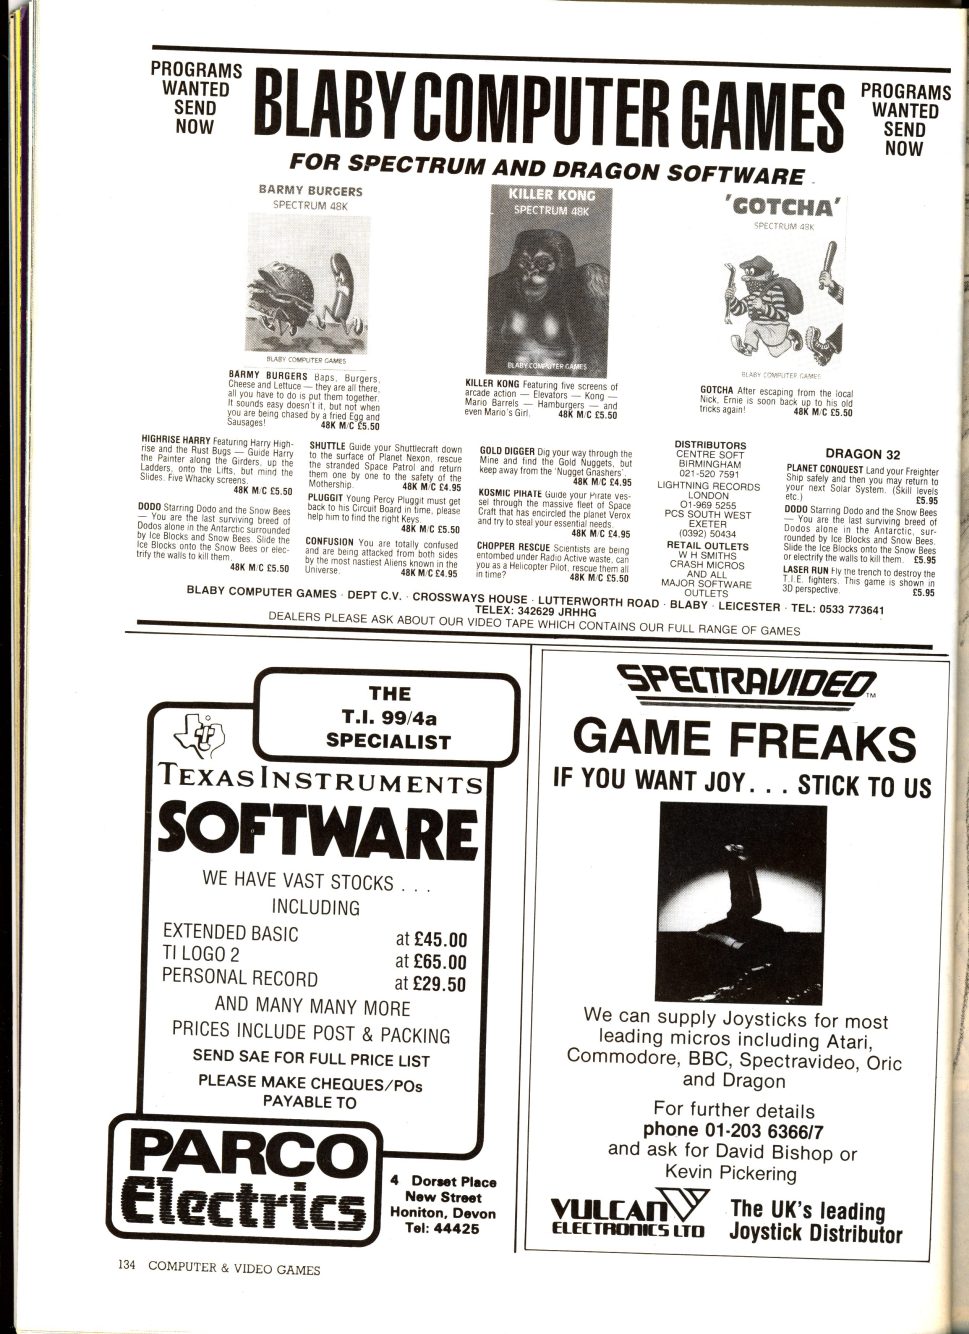 PROGRAMS
WANTED
SEND
NOW
BLABY COMPUTER GAMES
PROGRAMS
WANTED
SEND
NOW
FOR SPECTRUM AND DRAGON SOFTWARE
BARMY BURGERS
SPECTRUM 48K
BLABY COMPUTER GAMES
KILLER KONG
SPECTRUM 48K
BLABY COMPUTER GAMES
'GOTCHA'
SPECTRUM 48K
BLABY COMPUTER GAMES
BARMY BURGERS Baps, Burgers,
Cheese and Lettuce — they are all there,
all you have to do is put them together.
It sounds easy doesn't it, but not when
you are being chased by a fried Egg and
Sausages! 48K M/C £5.50
KILLER KONG Featuring five screens of
arcade action — Elevators — Kong —
Mario Barrels — Hamburgers — and
even Mario's Girl. 48K M/C £5.50
GOTCHA After escaping from the local
Nick, Ernie is soon back up to his old
tricks again! 48K M/C £5.50
HIGHRISE HARRY Featuring Harry High-
rise and the Rust Bugs — Guide Harry
the Painter along the Girders, up the
Ladders, onto the Lifts, but mind the
Slides. Five Whacky screens.
48K M/C £5.50
DODO Starring Dodo and the Snow Bees
— You are the last surviving breed of
Dodos alone in the Antarctic surrounded
by Ice Blocks and Snow Bees. Slide the
Ice Blocks onto the Snow Bees or elec-
trify the walls to kill them.
48K M/C £5.50
SHUTTLE Guide your Shuttlecraft down
to the surface of Planet Nexon, rescue
the stranded Space Patrol and return
them one by one to the safety of the
Mothership. 48K M/C £4.95
PLUGGIT Young Percy Pluggit must get
back to his Circuit Board in time, please
help him to find the right Keys.
48K M/C £5.50
CONFUSION You are totally confused
and are being attacked from both sides
by the most nastiest Aliens known in the
Universe. 48K M/C £4.95
GOLD DIGGER Dig your way through the
Mine and find the Gold Nuggets, but
keep away from the 'Nugget Gnashers'.
48K M/C £4.95
KOSMIC PIRATE Guide your Pirate ves-
sel through the massive fleet of Space
Craft that has encircled the planet Verox
and try to steal your essential needs.
48K M/C £4.95
CHOPPER RESCUE Scientists are being
entombed under Radio Active waste, can
you as a Helicopter Pilot, rescue them all
in time? 48K M/C £5.50
DISTRIBUTORS
CENTRE SOFT
BIRMINGHAM
021-520 7591
LIGHTNING RECORDS
LONDON
O1-969 5255
PCS SOUTH WEST
EXETER
(0392) 50434
RETAIL OUTLETS
W H SMITHS
CRASH MICROS
AND ALL
MAJOR SOFTWARE
OUTLETS
DRAGON 32
PLANET CONQUEST Land your Freighter
Ship safely and then you may return to
your next Solar System. (Skill levels
etc.) £5.95
DODO Starring Dodo and the Snow Bees
— You are the last surviving breed of
Dodos alone in the Antarctic, sur-
rounded by Ice Blocks and Snow Bees.
Slide the Ice Blocks onto the Snow Bees
or electrify the walls to kill them. £5.95
LASER RUN Fly the trench to destroy the
T.I.E. fighters. This game is shown in
3D perspective. £5.95
BLABY COMPUTER GAMES · DEPT C.V. · CROSSWAYS HOUSE · LUTTERWORTH ROAD · BLABY · LEICESTER · TEL: 0533 773641
TELEX: 342629 JRHHG
DEALERS PLEASE ASK ABOUT OUR VIDEO TAPE WHICH CONTAINS OUR FULL RANGE OF GAMES
THE
T.I. 99/4a
SPECIALIST
TEXAS INSTRUMENTS
SOFTWARE
WE HAVE VAST STOCKS . . .
INCLUDING
EXTENDED BASIC at £45.00
TI LOGO 2 at £65.00
PERSONAL RECORD at £29.50
AND MANY MANY MORE
PRICES INCLUDE POST & PACKING
SEND SAE FOR FULL PRICE LIST
PLEASE MAKE CHEQUES/POs
PAYABLE TO
PARCO
Electrics
4 Dorset Place
New Street
Honiton, Devon
Tel: 44425
SPECTRAVIDEO TM
GAME FREAKS
IF YOU WANT JOY. . . STICK TO US
We can supply Joysticks for most
leading micros including Atari,
Commodore, BBC, Spectravideo, Oric
and Dragon
For further details
phone 01-203 6366/7
and ask for David Bishop or
Kevin Pickering
VULCAN
ELECTRONICS LTD
The UK's leading
Joystick Distributor
134 COMPUTER & VIDEO GAMES